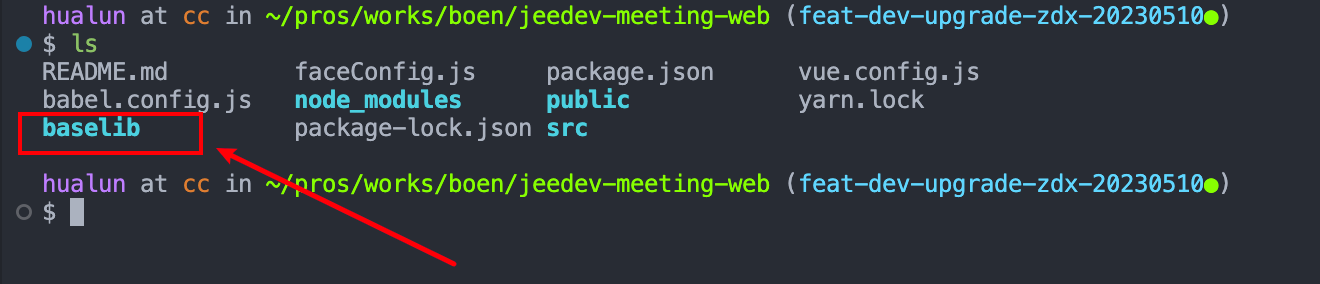 hualun at cc in ~/pros/works/boen/jeedev-meeting-web (feat-dev-upgrade-zdx-20230510●)
$ ls
README.md faceConfig.js package.json vue.config.js
babel.config.js node_modules public yarn.lock
baselib package-lock.json src
hualun at cc in ~/pros/works/boen/jeedev-meeting-web (feat-dev-upgrade-zdx-20230510●)
$